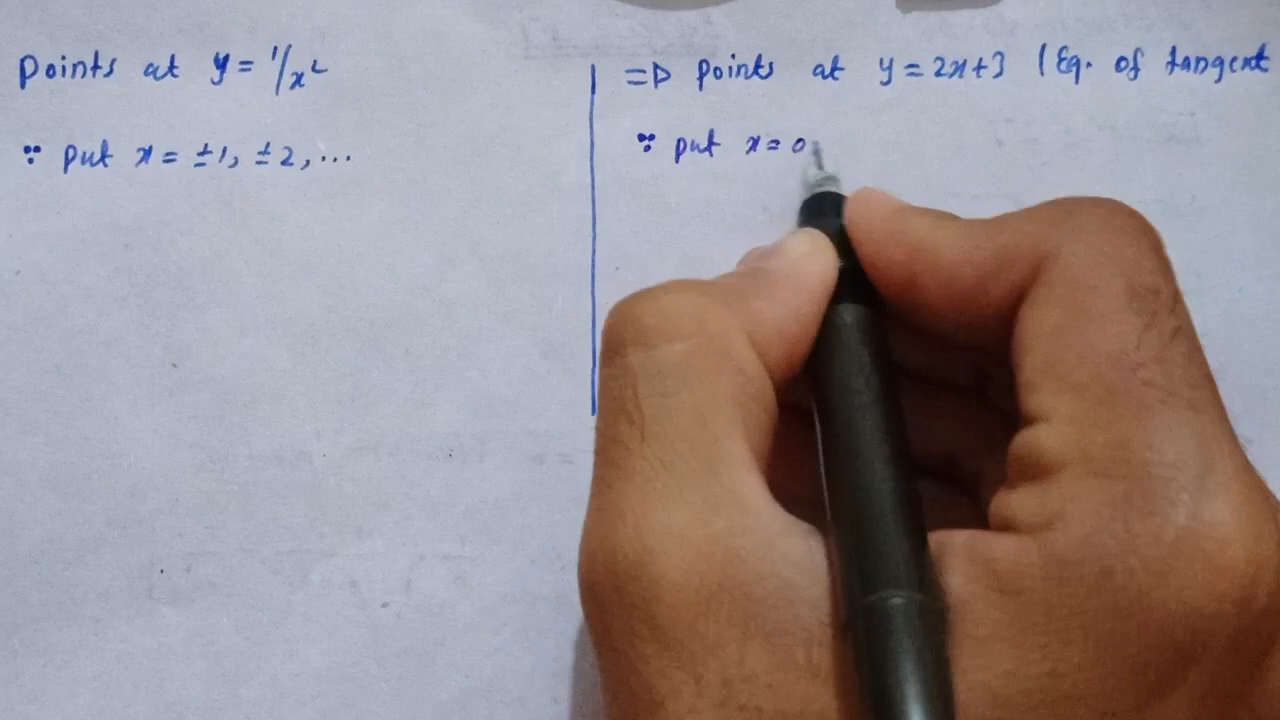 points at y = 1/x²
∵ put x = ±1, ±2, ...
=> points at y = 2x+3 (Eq. of tangent
∵ put x = 0,